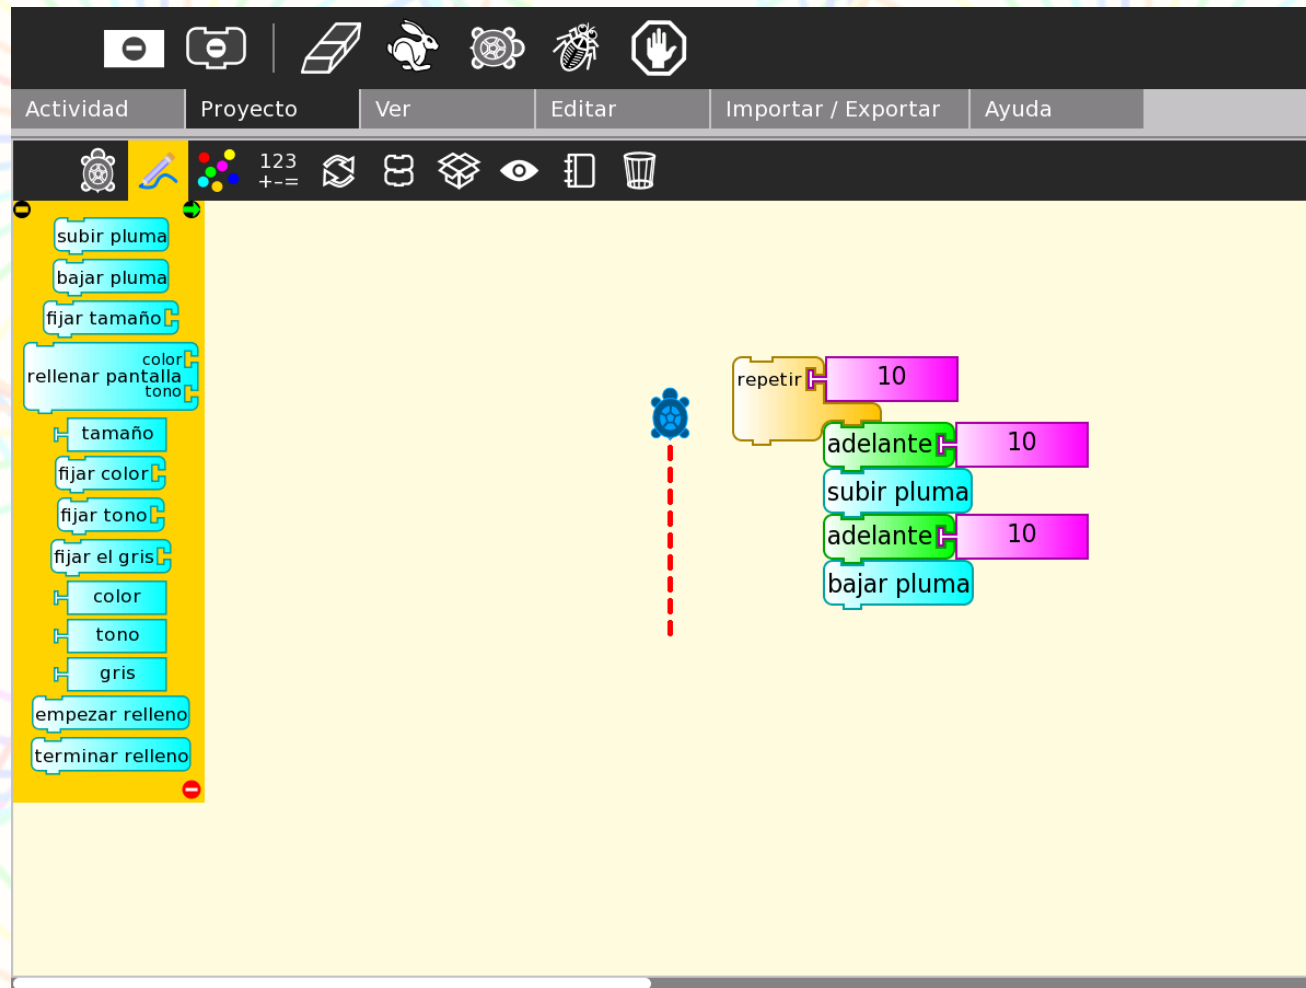 Actividad
Proyecto
Ver
Editar
Importar / Exportar
Ayuda
123
+-=
subir pluma
bajar pluma
fijar tamaño
color
rellenar pantalla
tono
tamaño
fijar color
fijar tono
fijar el gris
color
tono
gris
empezar relleno
terminar relleno
repetir 10
adelante 10
subir pluma
adelante 10
bajar pluma